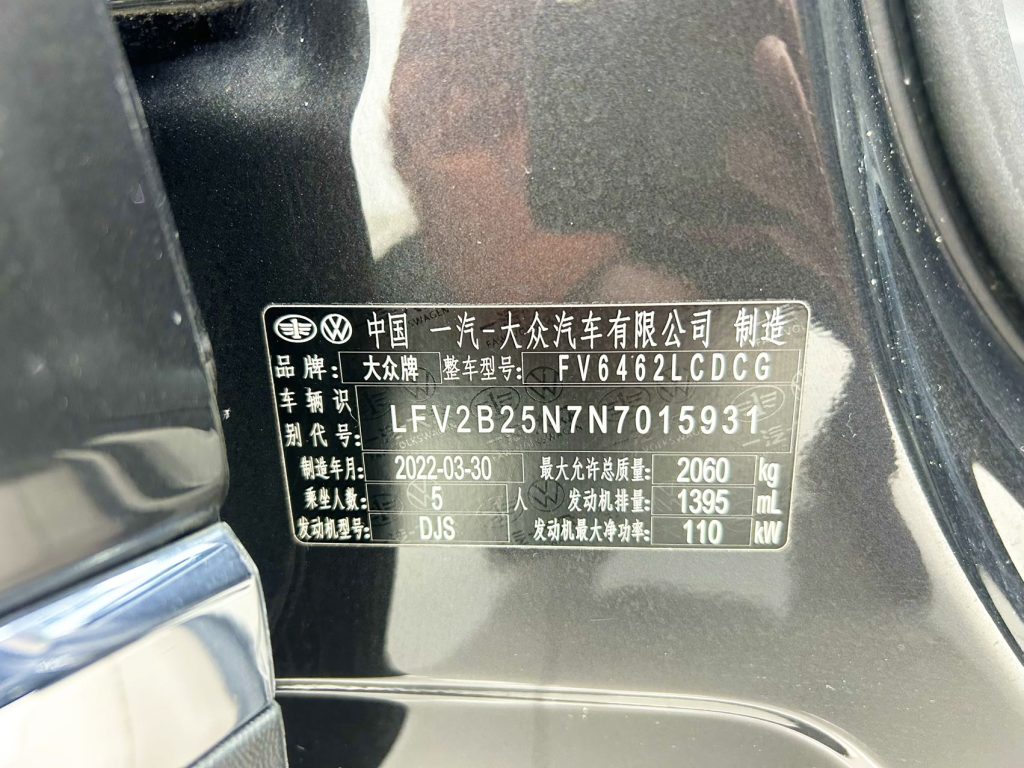 中国 一汽-大众汽车有限公司 制造
品牌: 大众牌 整车型号: FV6462LCDCG
车辆识别代号: LFV2B25N7N7015931
制造年月: 2022-03-30 最大允许总质量: 2060 kg
乘坐人数: 5 人 发动机排量: 1395 mL
发动机型号: DJS 发动机最大净功率: 110 kW